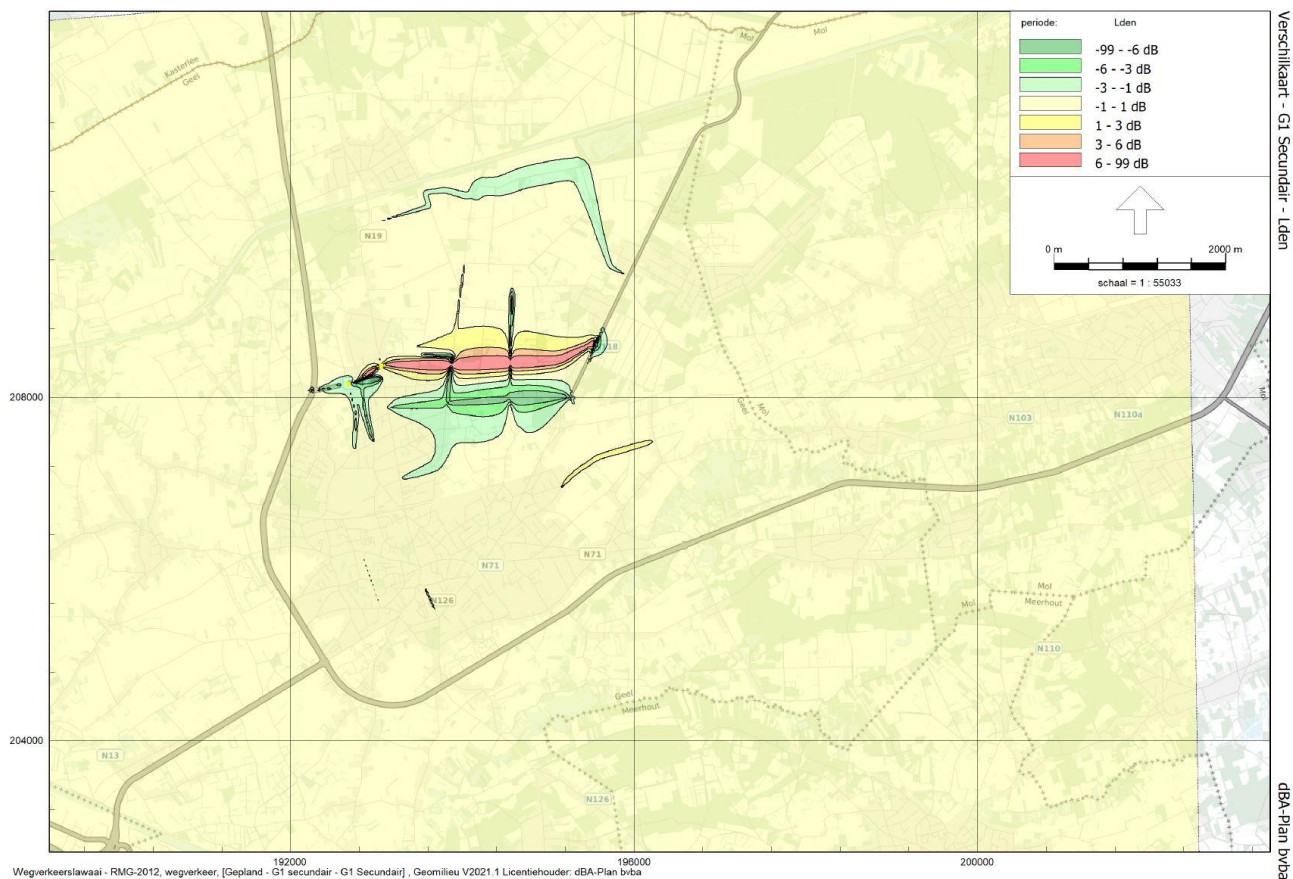 periode: Lden
-99 - -6 dB
-6 - -3 dB
-3 - -1 dB
-1 - 1 dB
1 - 3 dB
3 - 6 dB
6 - 99 dB
0 m 2000 m
schaal = 1 : 55033
Verschilkaart - G1 Secundair - Lden
dBA-Plan bvba
Kasterlee
Geel
Mol
Mol
N19
208000
Geel
Mol
N103
N110a
Mol
N71
N71
N126
Mol
Mol
Meerhout
N110
Geel
Meerhout
204000
N13
N126
192000
196000
200000
Wegverkeerslawaai - RMG-2012, wegverkeer, [Gepland - G1 secundair - G1 Secundair] , Geomilieu V2021.1 Licentiehouder: dBA-Plan bvba